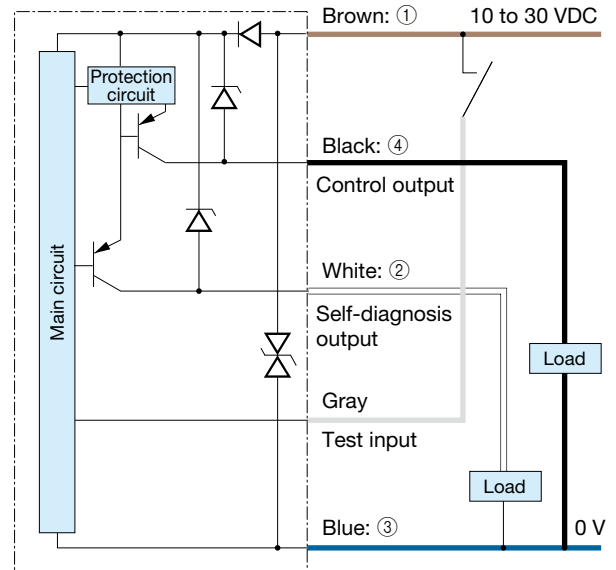 Brown: ① 10 to 30 VDC
Protection
circuit
Black: ④
Control output
White: ②
Self-diagnosis
output
Main circuit
Load
Gray
Test input
Load
Blue: ③ 0 V